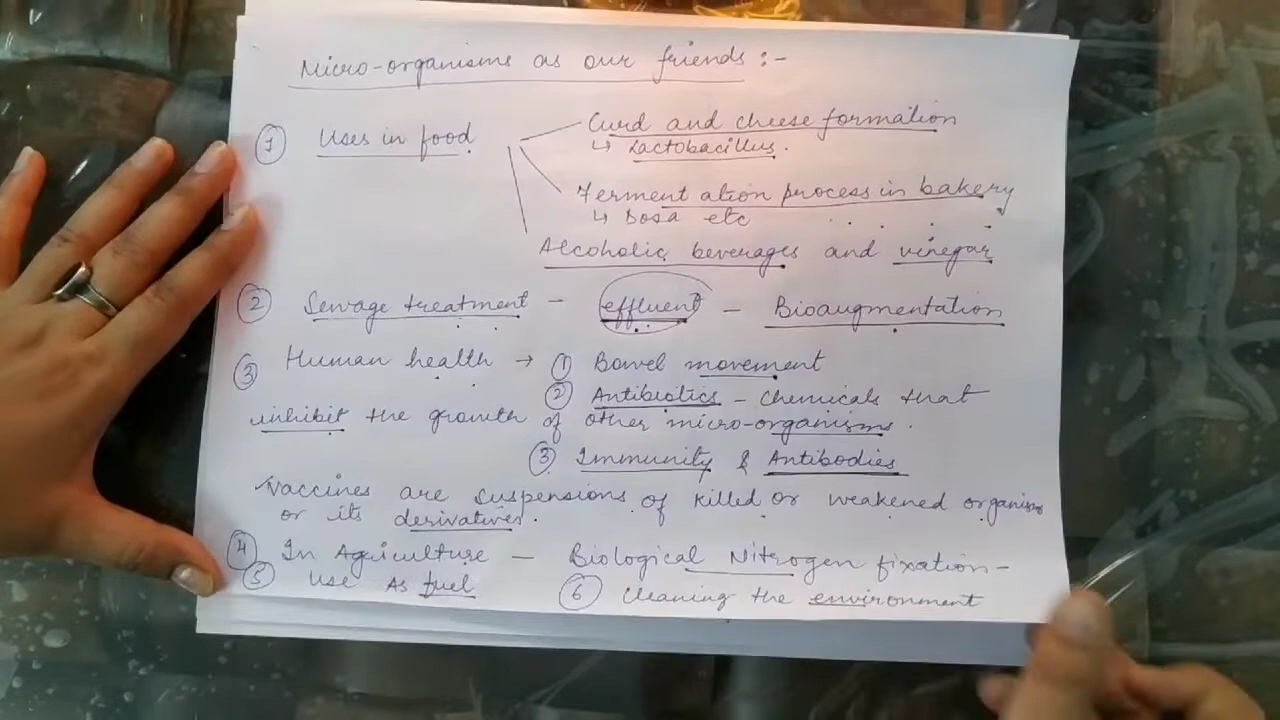 Micro-organisms as our friends :-
① Uses in food
Curd and cheese formation
↳ Lactobacillus.
Fermentation process in bakery
↳ Dosa etc
Alcoholic beverages and vinegar
② Sewage treatment - effluent - Bioaugmentation
③ Human health → ① Bowel movement
② Antibiotics - Chemicals that
inhibit the growth of other micro-organisms.
③ Immunity & Antibodies
Vaccines are suspensions of killed or weakened organisms
or its derivatives.
④ In Agriculture - Biological Nitrogen fixation-
⑤ Use As fuel ⑥ Cleaning the environment